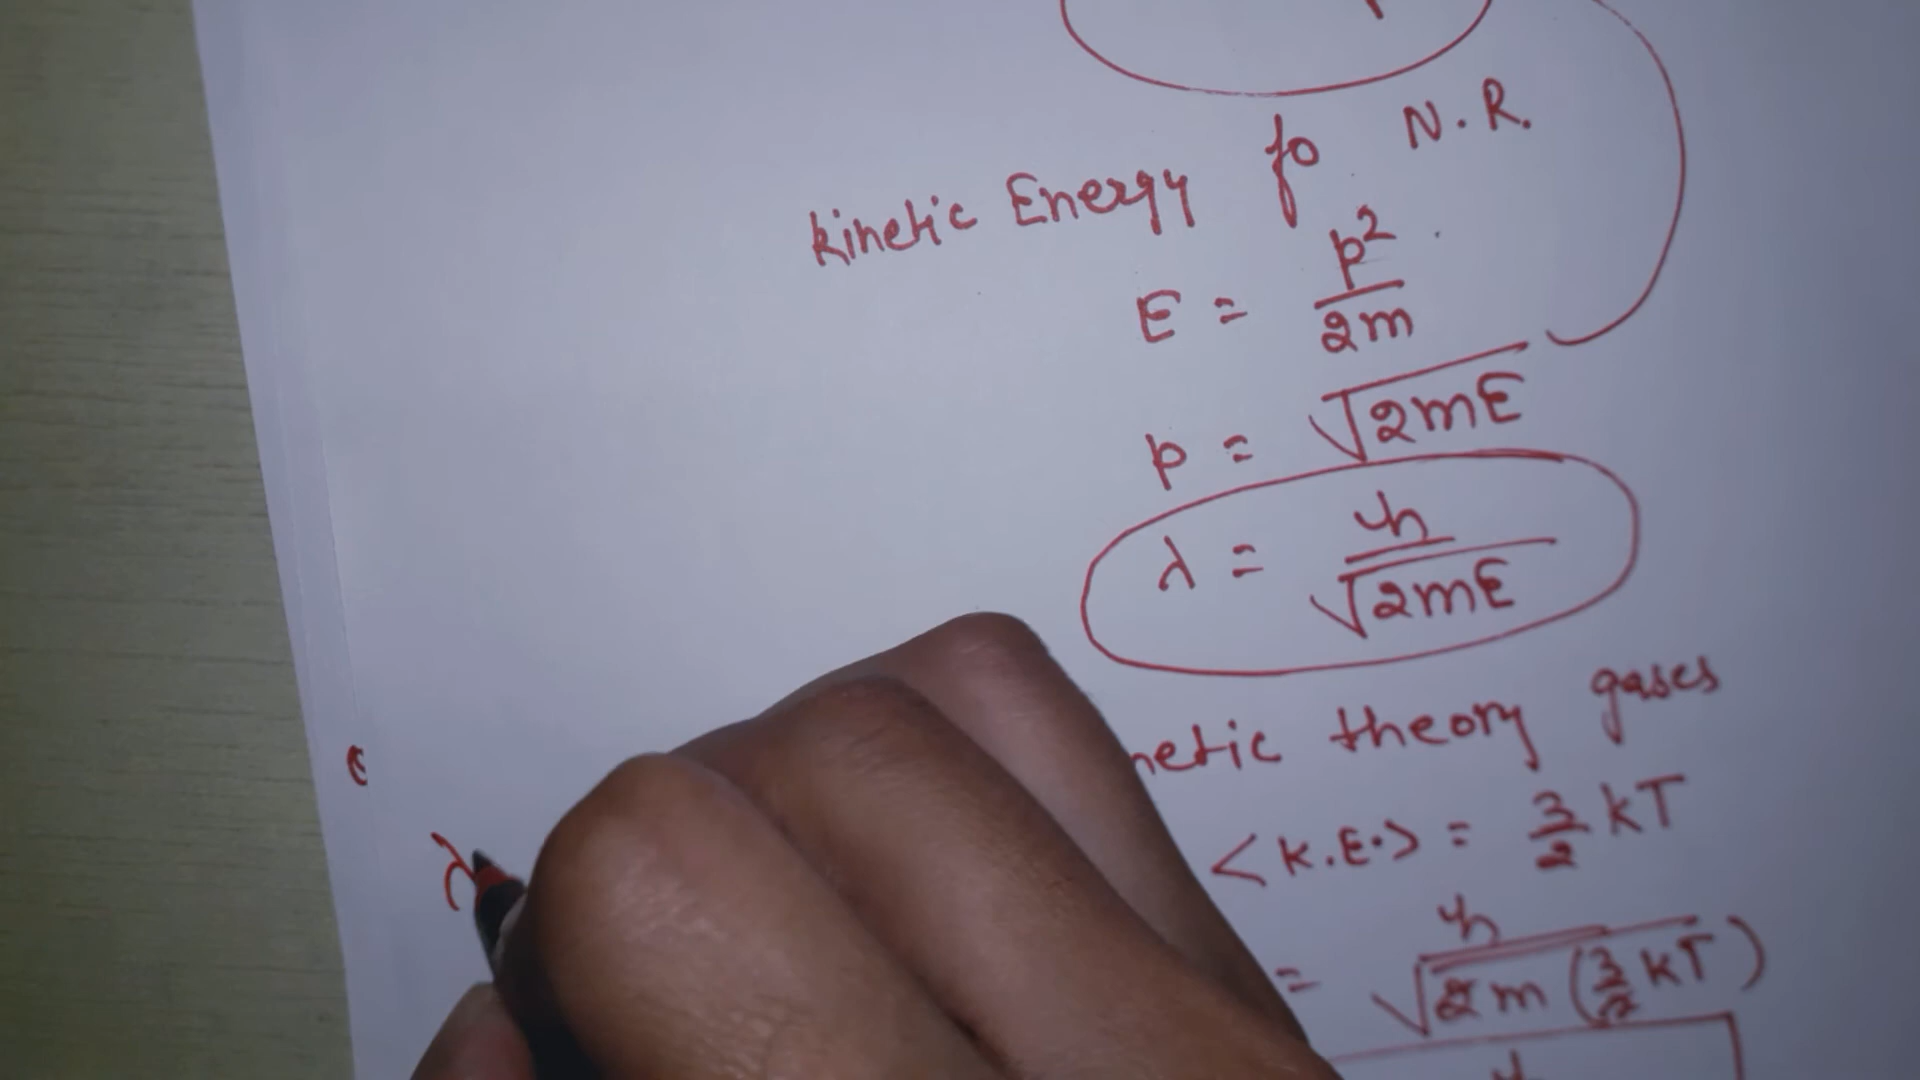 kinetic Energy fo N.R.
E = p²/2m
p = √2mE
λ = h/√2mE
netic theory gases
<K.E.> = 3/2 kT
= h/√2m(3/2 kT)
h
λ